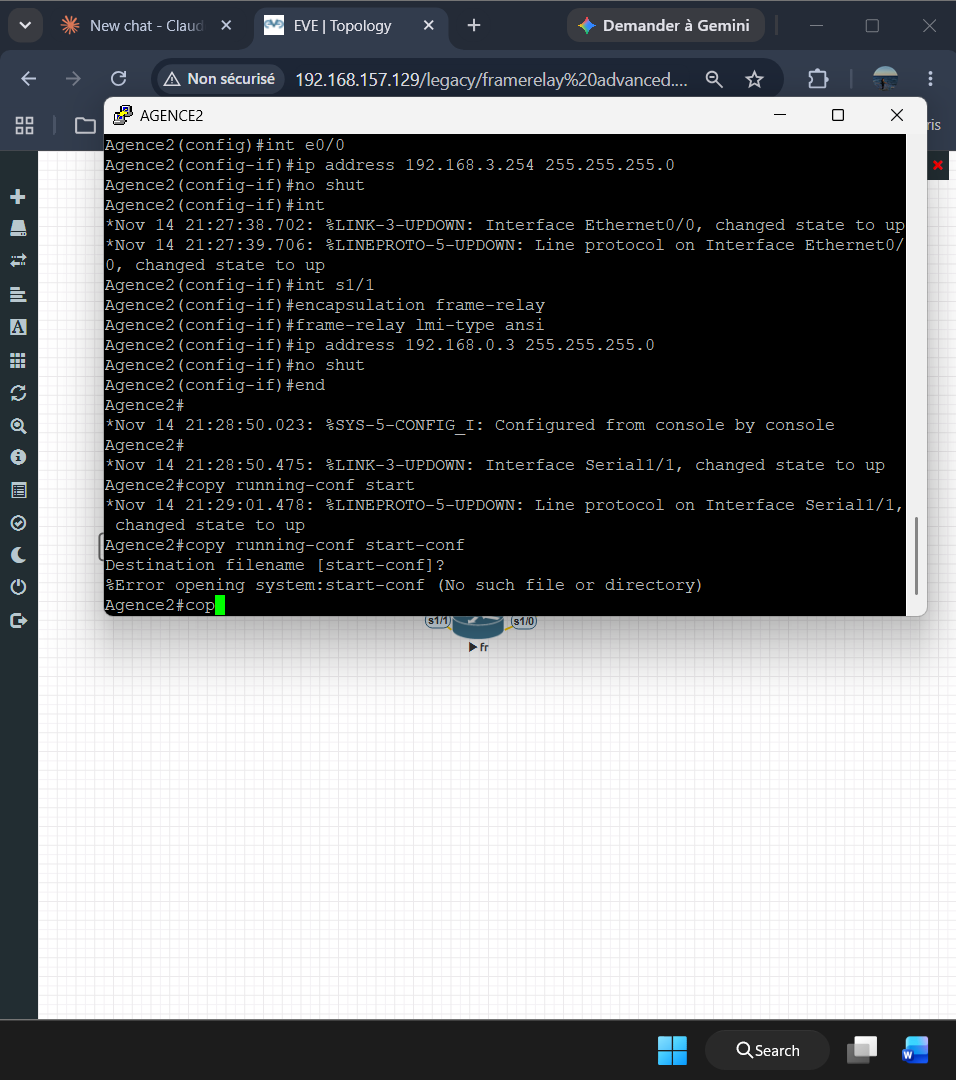 New chat - Claud
EVE | Topology
Demander à Gemini
Non sécurisé
192.168.157.129/legacy/framerelay%20advanced....
ris
AGENCE2
Agence2(config)#int e0/0
Agence2(config-if)#ip address 192.168.3.254 255.255.255.0
Agence2(config-if)#no shut
Agence2(config-if)#int
*Nov 14 21:27:38.702: %LINK-3-UPDOWN: Interface Ethernet0/0, changed state to up
*Nov 14 21:27:39.706: %LINEPROTO-5-UPDOWN: Line protocol on Interface Ethernet0/
0, changed state to up
Agence2(config-if)#int s1/1
Agence2(config-if)#encapsulation frame-relay
Agence2(config-if)#frame-relay lmi-type ansi
Agence2(config-if)#ip address 192.168.0.3 255.255.255.0
Agence2(config-if)#no shut
Agence2(config-if)#end
Agence2#
*Nov 14 21:28:50.023: %SYS-5-CONFIG_I: Configured from console by console
Agence2#
*Nov 14 21:28:50.475: %LINK-3-UPDOWN: Interface Serial1/1, changed state to up
Agence2#copy running-conf start
*Nov 14 21:29:01.478: %LINEPROTO-5-UPDOWN: Line protocol on Interface Serial1/1,
changed state to up
Agence2#copy running-conf start-conf
Destination filename [start-conf]?
%Error opening system:start-conf (No such file or directory)
Agence2#cop
s1/1 s1/0
fr
Search